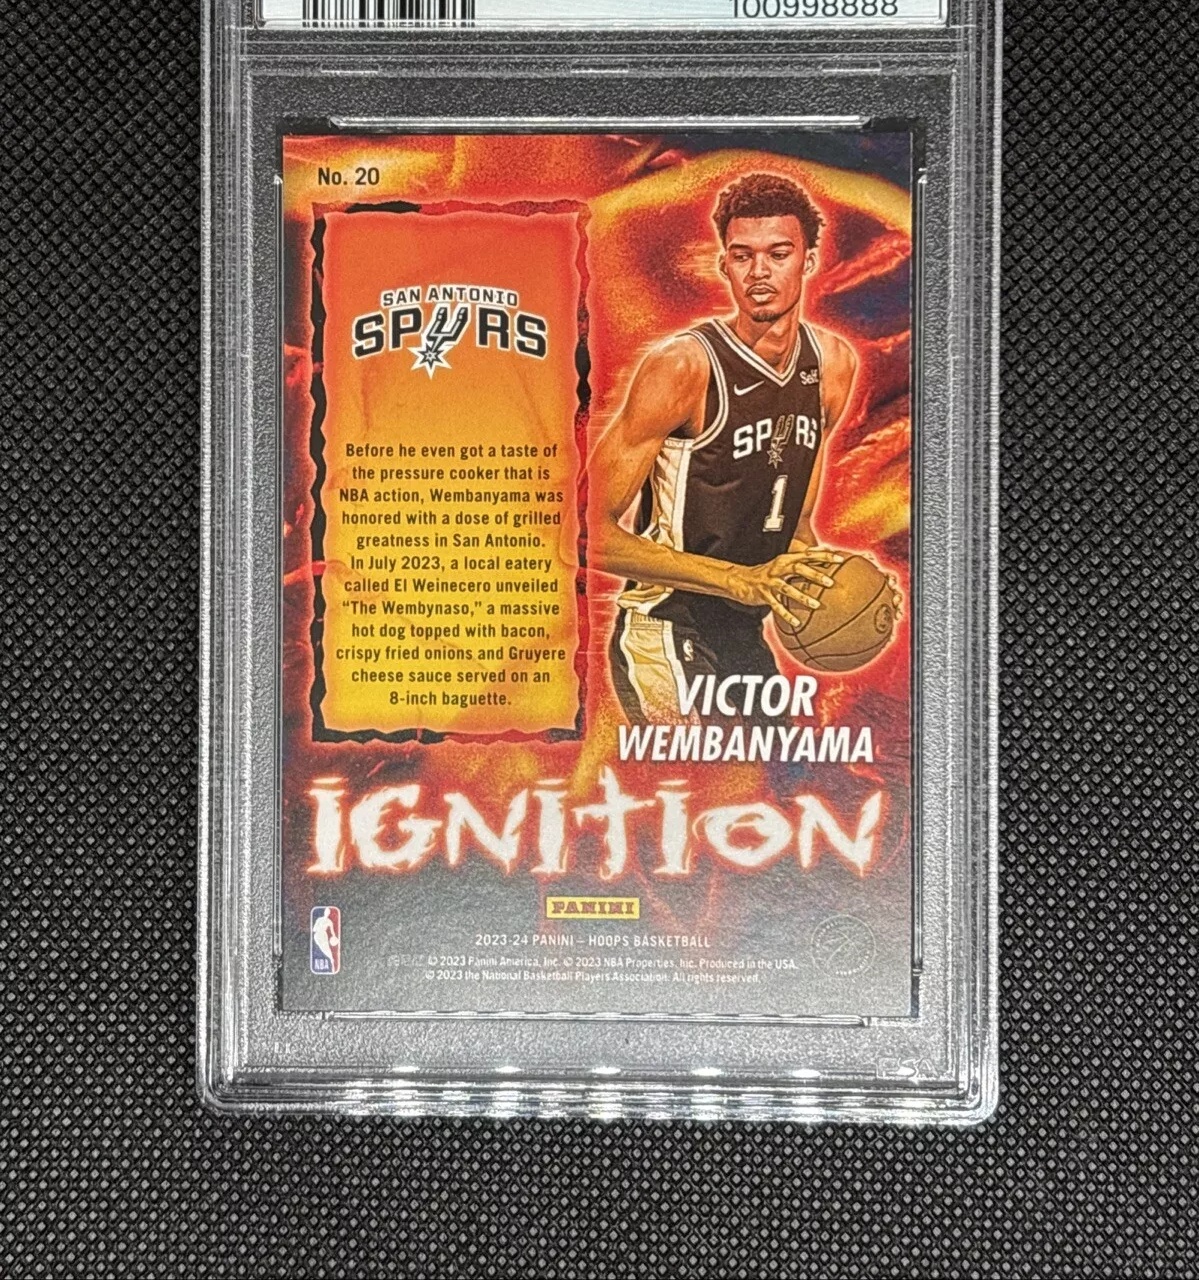 100998888
No. 20
SAN ANTONIO
SPURS
Before he even got a taste of
the pressure cooker that is
NBA action, Wembanyama was
honored with a dose of grilled
greatness in San Antonio.
In July 2023, a local eatery
called El Weinecero unveiled
“The Wembynaso,” a massive
hot dog topped with bacon,
crispy fried onions and Gruyere
cheese sauce served on an
8-inch baguette.
Self
SPURS
1
VICTOR
WEMBANYAMA
IGNITION
PANINI
NBA
2023-24 PANINI – HOOPS BASKETBALL
© 2023 Panini America, Inc. © 2023 NBA Properties, Inc. Produced in the USA.
© 2023 the National Basketball Players Association. All rights reserved.
PSA